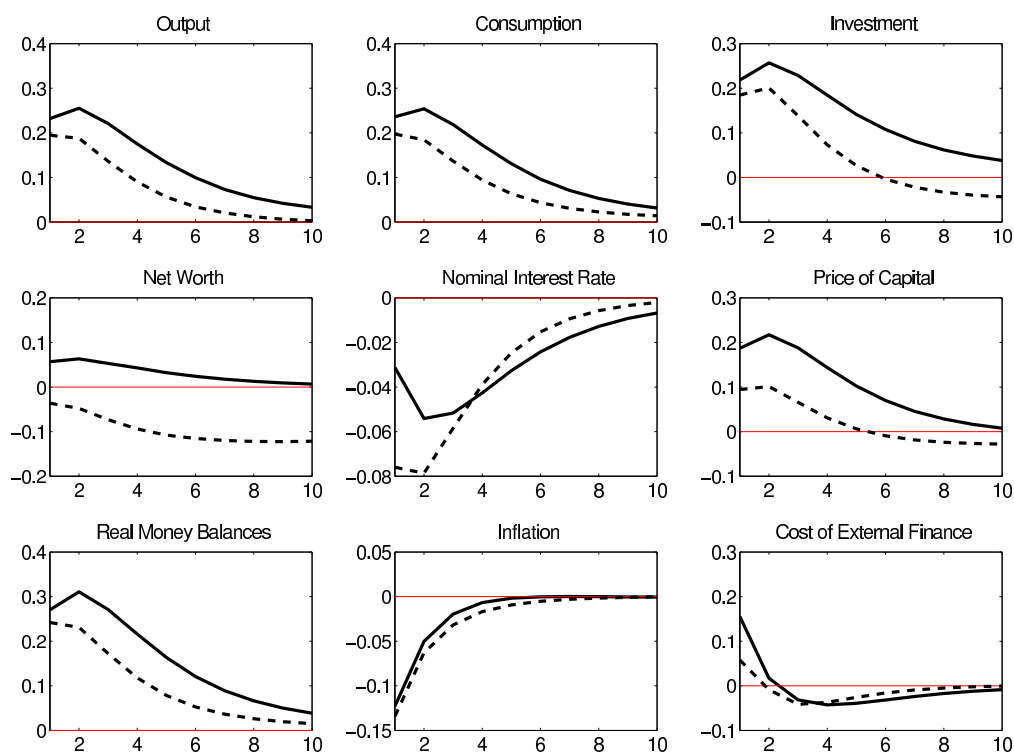 Output
0.4
0.3
0.2
0.1
0
2 4 6 8 10
Consumption
0.4
0.3
0.2
0.1
0
2 4 6 8 10
Investment
0.3
0.2
0.1
0
−0.1
2 4 6 8 10
Net Worth
0.2
0.1
0
−0.1
−0.2
2 4 6 8 10
Nominal Interest Rate
0
−0.02
−0.04
−0.06
−0.08
2 4 6 8 10
Price of Capital
0.3
0.2
0.1
0
−0.1
2 4 6 8 10
Real Money Balances
0.4
0.3
0.2
0.1
0
2 4 6 8 10
Inflation
0.05
0
−0.05
−0.1
−0.15
2 4 6 8 10
Cost of External Finance
0.3
0.2
0.1
0
−0.1
2 4 6 8 10